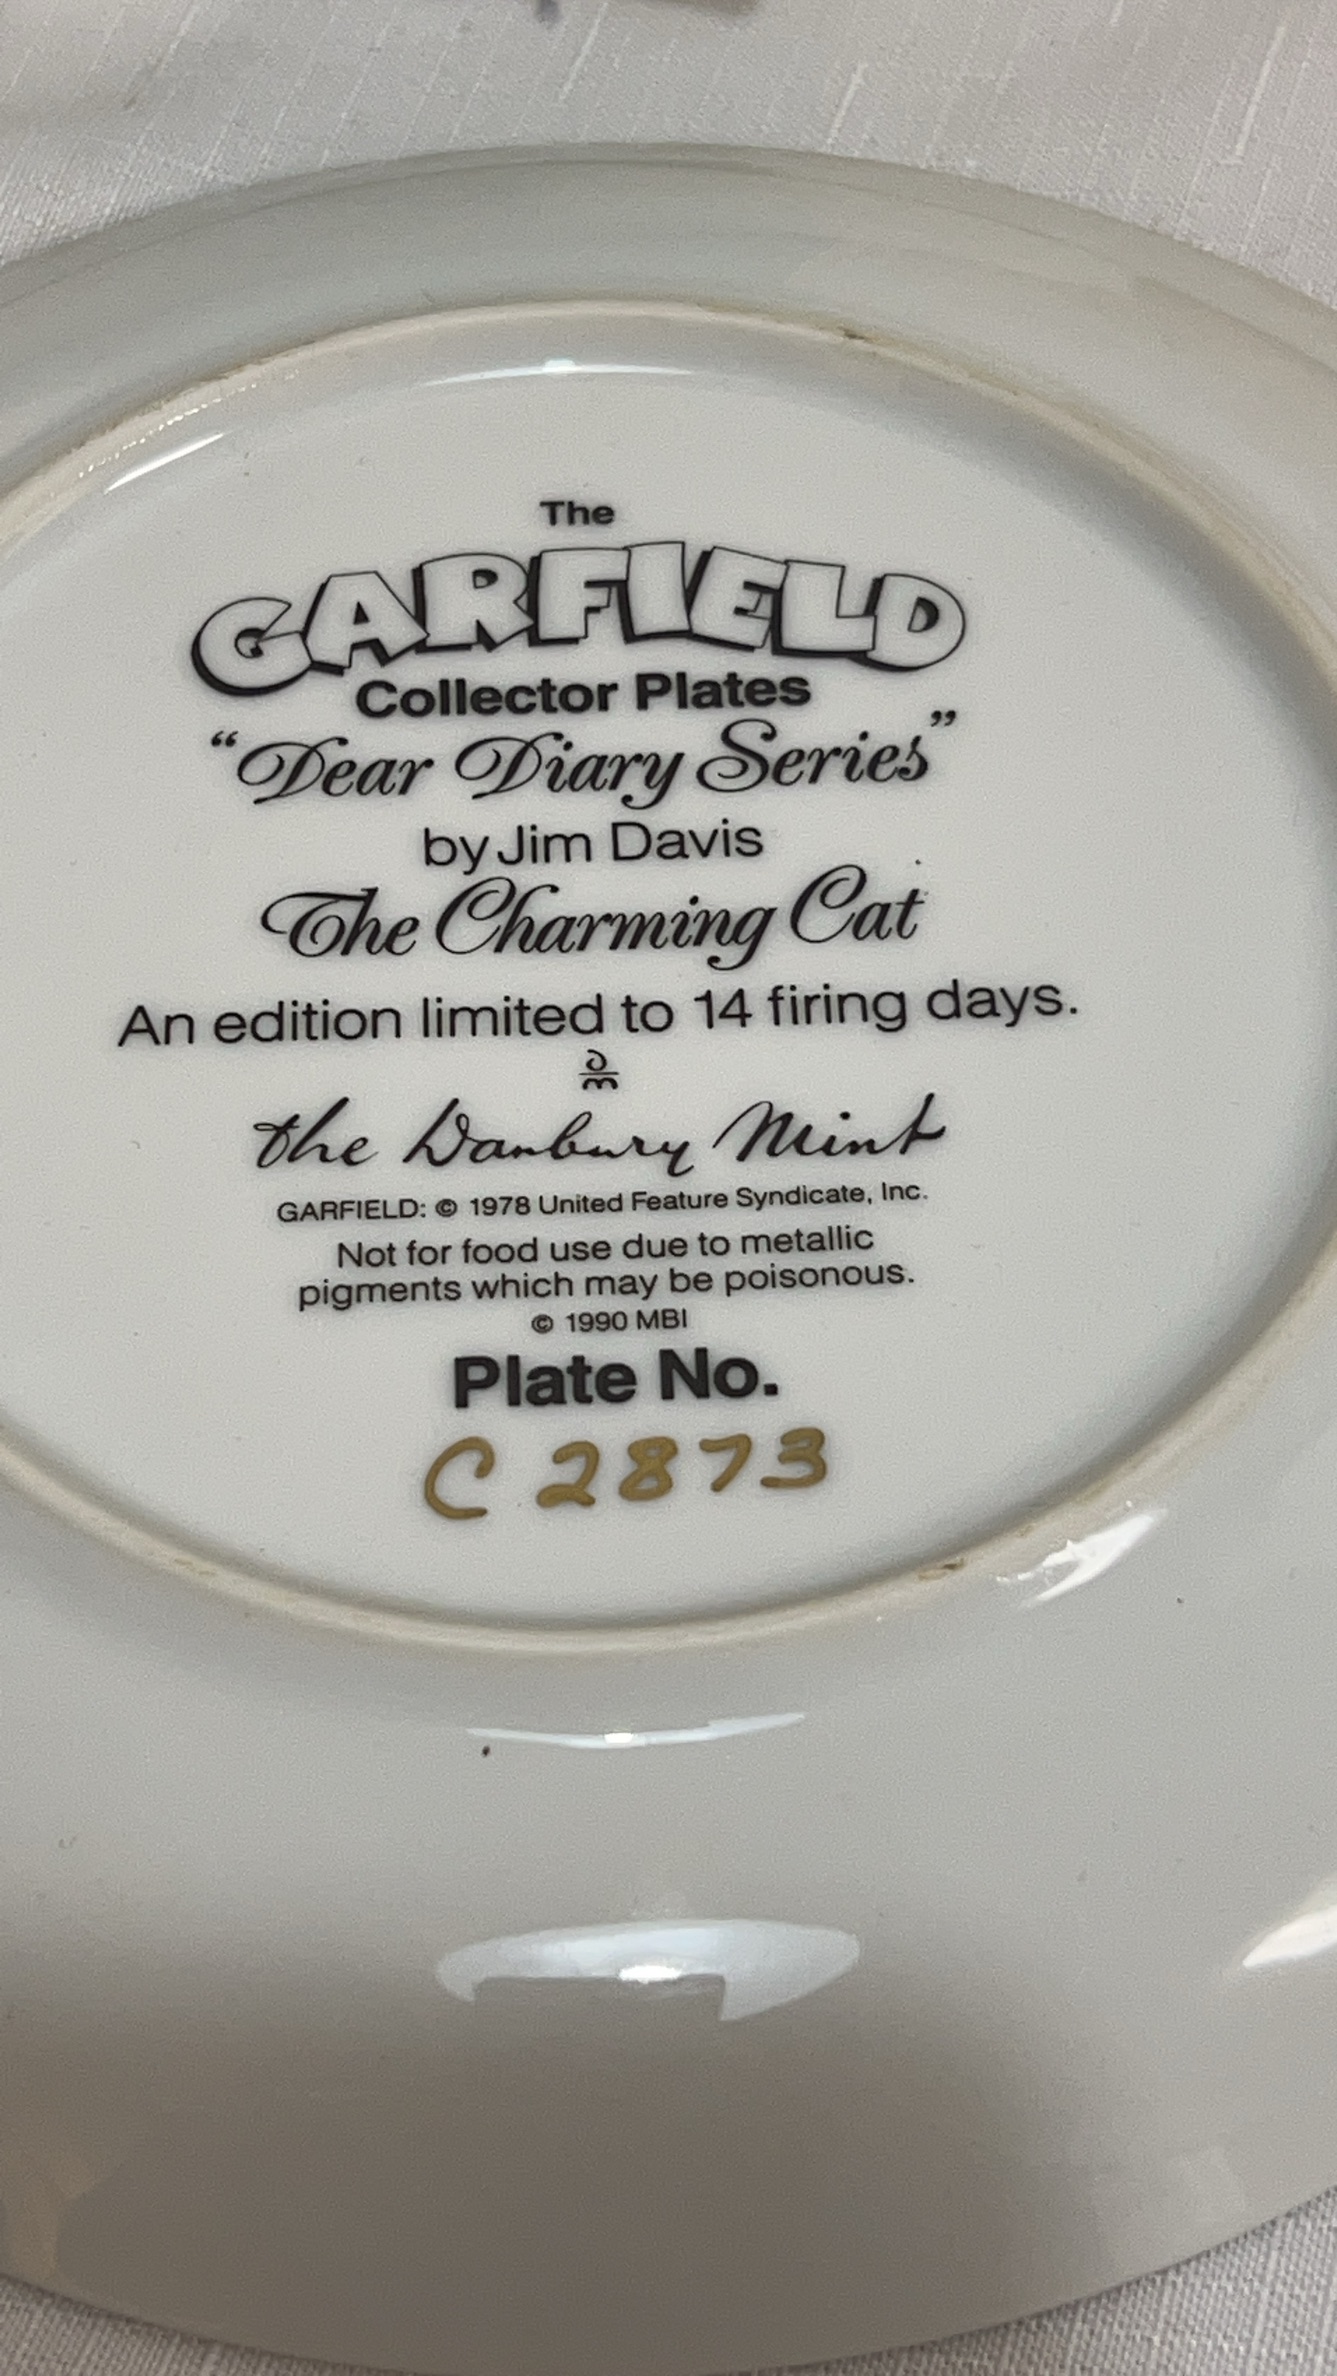 The
GARFIELD
Collector Plates
“Dear Diary Series”
by Jim Davis
The Charming Cat
An edition limited to 14 firing days.
the Danbury Mint
GARFIELD: © 1978 United Feature Syndicate, Inc.
Not for food use due to metallic
pigments which may be poisonous.
© 1990 MBI
Plate No.
C 2873